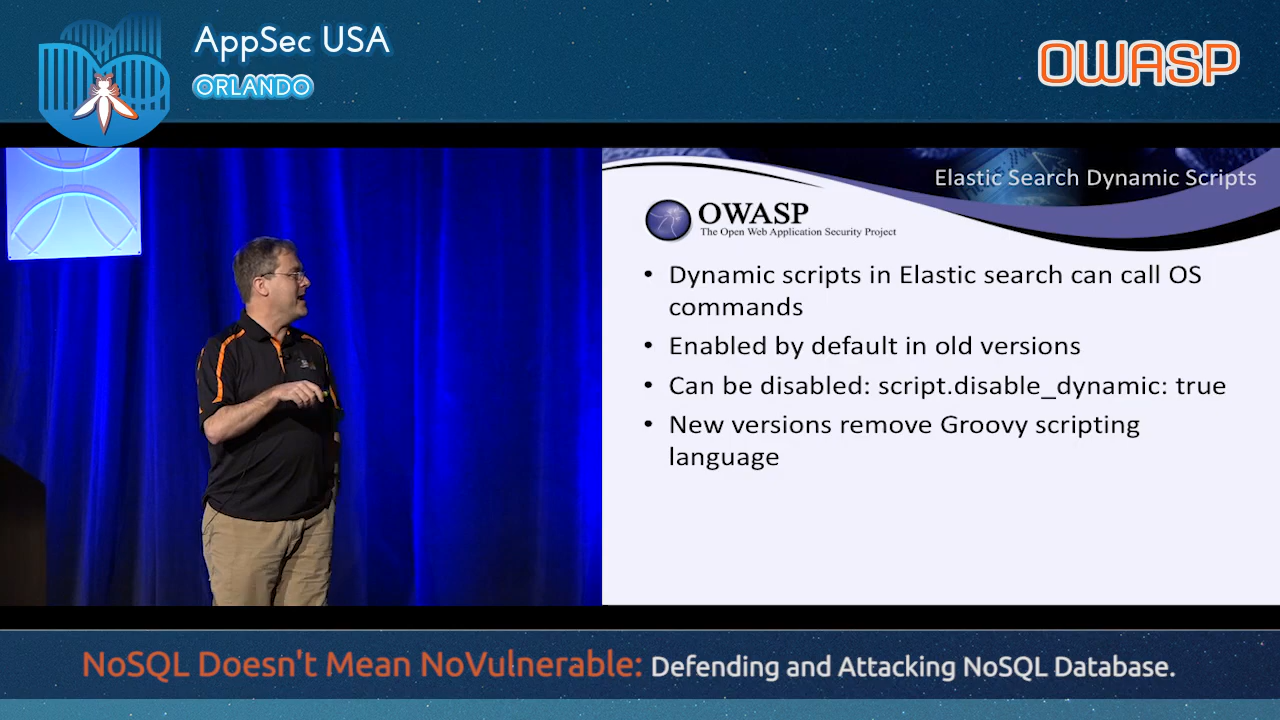 AppSec USA
ORLANDO
OWASP
Elastic Search Dynamic Scripts
OWASP
The Open Web Application Security Project
• Dynamic scripts in Elastic search can call OS
commands
• Enabled by default in old versions
• Can be disabled: script.disable_dynamic: true
• New versions remove Groovy scripting
language
NoSQL Doesn't Mean NoVulnerable: Defending and Attacking NoSQL Database.